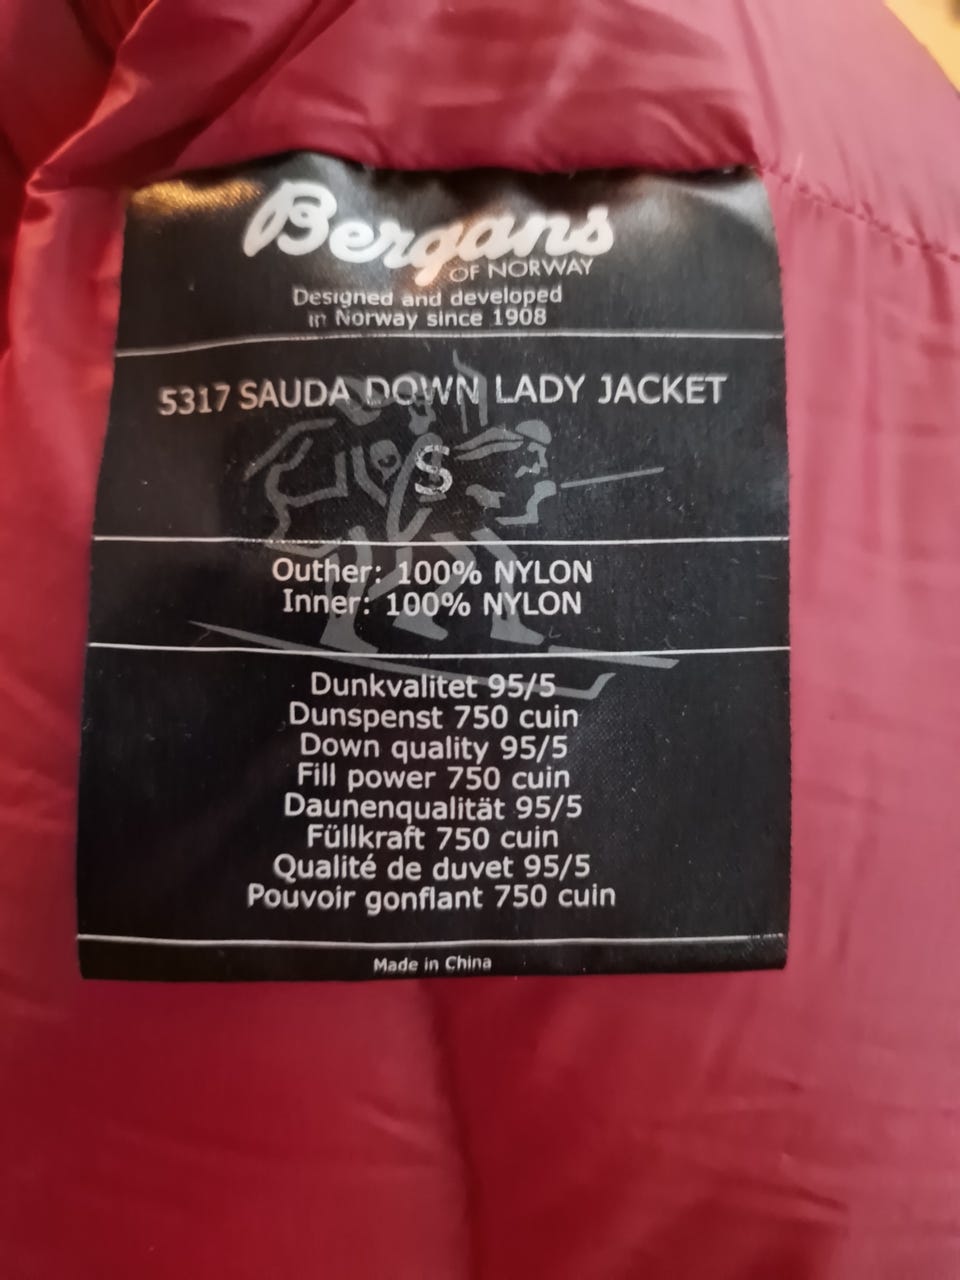 Bergans
OF NORWAY
Designed and developed
in Norway since 1908
5317 SAUDA DOWN LADY JACKET
S
Outher: 100% NYLON
Inner: 100% NYLON
Dunkvalitet 95/5
Dunspenst 750 cuin
Down quality 95/5
Fill power 750 cuin
Daunenqualität 95/5
Füllkraft 750 cuin
Qualité de duvet 95/5
Pouvoir gonflant 750 cuin
Made in China